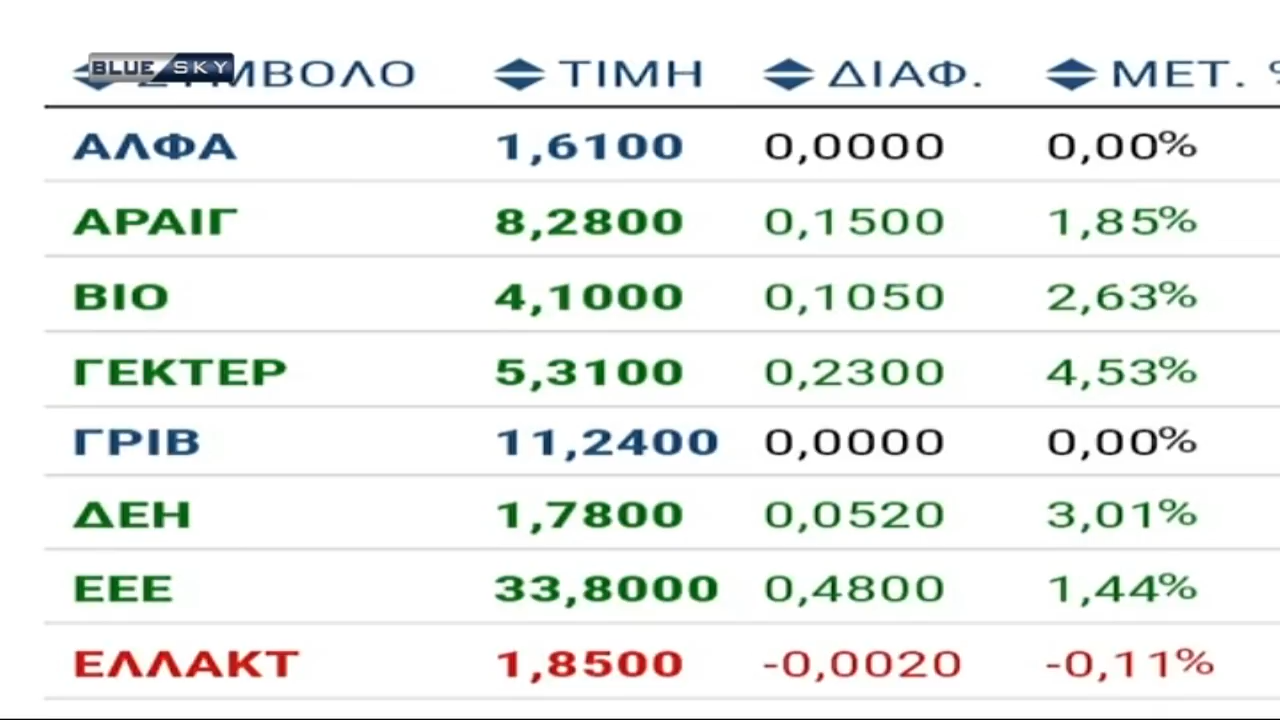 BLUE SKY
ΣΥΜΒΟΛΟ ΤΙΜΗ ΔΙΑΦ. ΜΕΤ. %
ΑΛΦΑ 1,6100 0,0000 0,00%
ΑΡΑΙΓ 8,2800 0,1500 1,85%
ΒΙΟ 4,1000 0,1050 2,63%
ΓΕΚΤΕΡ 5,3100 0,2300 4,53%
ΓΡΙΒ 11,2400 0,0000 0,00%
ΔΕΗ 1,7800 0,0520 3,01%
ΕΕΕ 33,8000 0,4800 1,44%
ΕΛΛΑΚΤ 1,8500 -0,0020 -0,11%